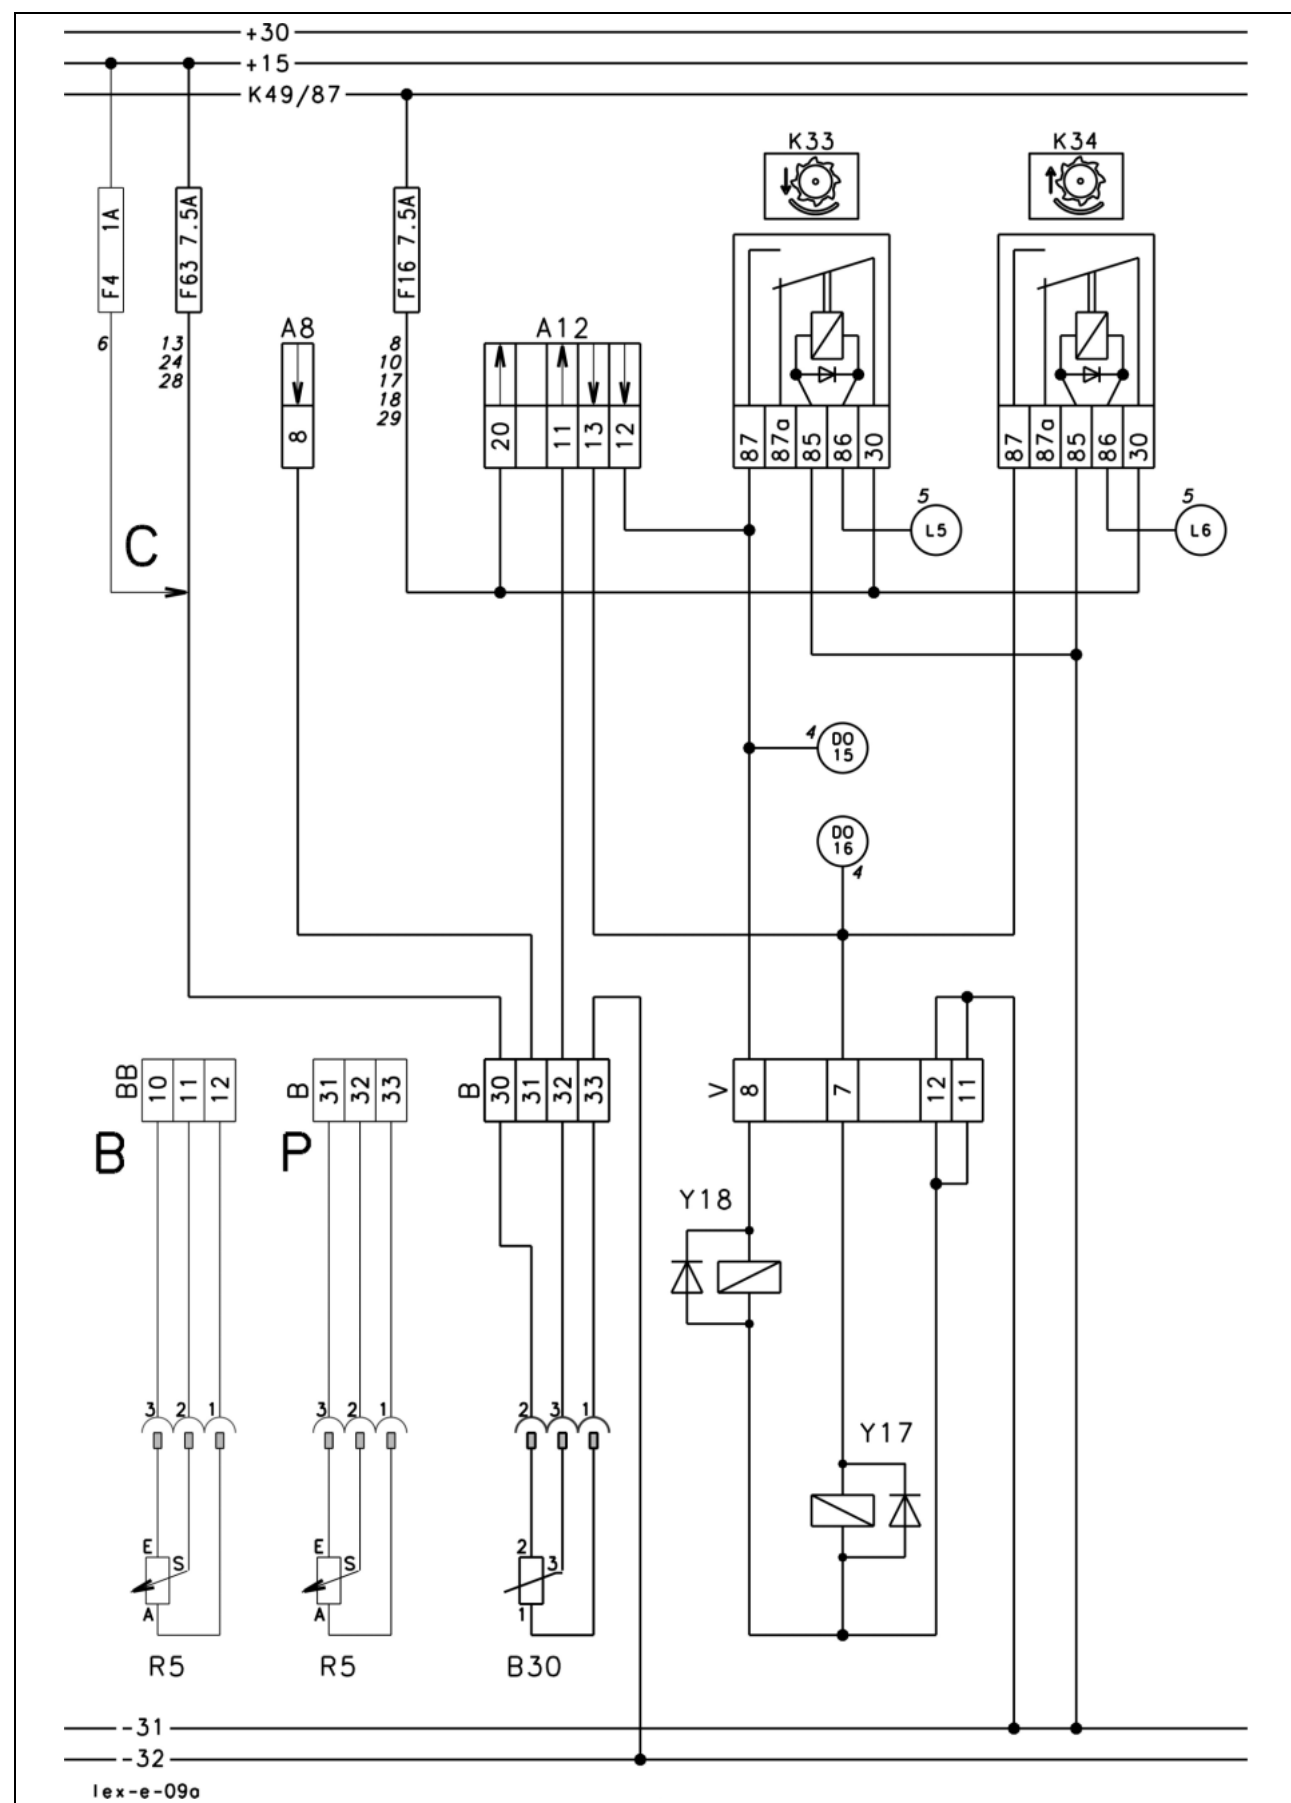 +30
+15
K49/87
K33 K34
F4 1A
F63 7.5A
F16 7.5A
6
13
24
28
A8
8
8
10
17
18
29
A12
20 11 13 12
87 87a 85 86 30
87 87a 85 86 30
C
5
L5
5
L6
4
DO
15
DO
16
4
BB 10 11 12
B 31 32 33
B 30 31 32 33
V 8 7 12 11
B
P
Y18
3 2 1
3 2 1
2 3 1
Y17
E
S
A
E
S
A
2
3
1
R5
R5
B30
-31
-32
lex-e-09a